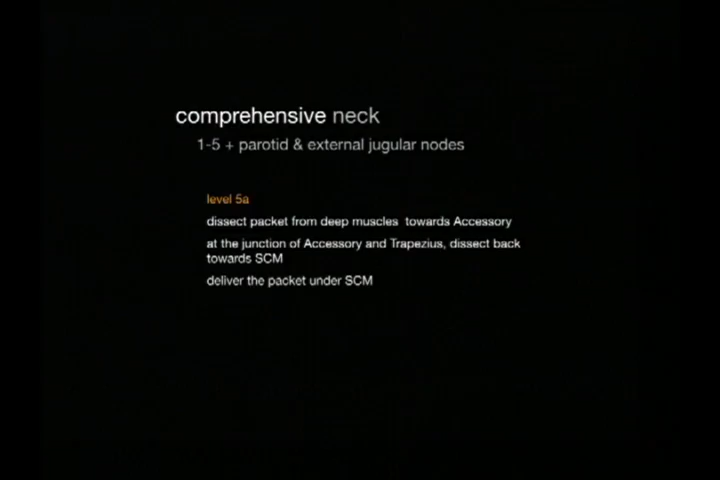 comprehensive neck
1-5 + parotid & external jugular nodes
level 5a
dissect packet from deep muscles towards Accessory
at the junction of Accessory and Trapezius, dissect back
towards SCM
deliver the packet under SCM